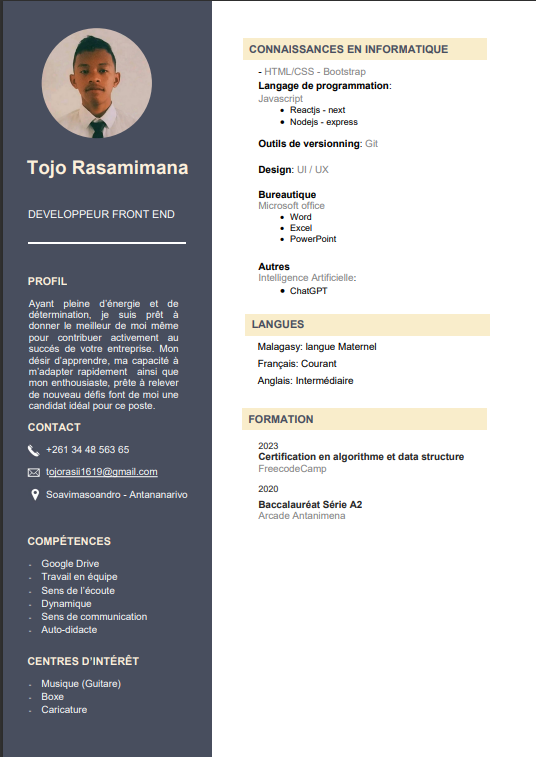 Tojo Rasamimana
DEVELOPPEUR FRONT END
PROFIL
Ayant pleine d'énergie et de
détermination, je suis prêt à
donner le meilleur de moi même
pour contribuer activement au
succés de votre entreprise. Mon
désir d'apprendre, ma capacité à
m'adapter rapidement ainsi que
mon enthousiaste, prête à relever
de nouveau défis font de moi une
candidat idéal pour ce poste.
CONTACT
+261 34 48 563 65
tojorasii1619@gmail.com
Soavimasoandro - Antananarivo
COMPÉTENCES
- Google Drive
- Travail en équipe
- Sens de l'écoute
- Dynamique
- Sens de communication
- Auto-didacte
CENTRES D'INTÉRÊT
- Musique (Guitare)
- Boxe
- Caricature
CONNAISSANCES EN INFORMATIQUE
- HTML/CSS - Bootstrap
Langage de programmation:
Javascript
• Reactjs - next
• Nodejs - express
Outils de versionning: Git
Design: UI / UX
Bureautique
Microsoft office
• Word
• Excel
• PowerPoint
Autres
Intelligence Artificielle:
• ChatGPT
LANGUES
Malagasy: langue Maternel
Français: Courant
Anglais: Intermédiaire
FORMATION
2023
Certification en algorithme et data structure
FreecodeCamp
2020
Baccalauréat Série A2
Arcade Antanimena